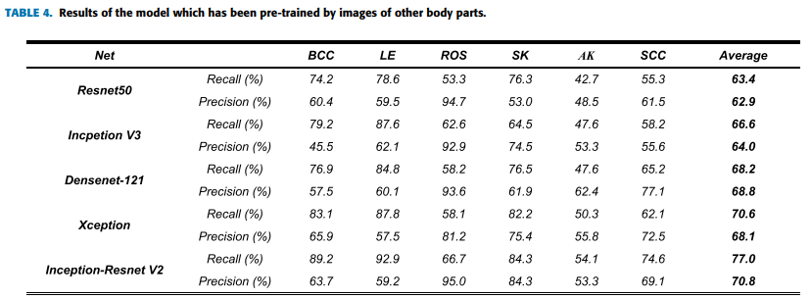 TABLE 4. Results of the model which has been pre-trained by images of other body parts.
Net BCC LE ROS SK AK SCC Average
Resnet50
Recall (%) 74.2 78.6 53.3 76.3 42.7 55.3 63.4
Precision (%) 60.4 59.5 94.7 53.0 48.5 61.5 62.9
Incpetion V3
Recall (%) 79.2 87.6 62.6 64.5 47.6 58.2 66.6
Precision (%) 45.5 62.1 92.9 74.5 53.3 55.6 64.0
Densenet-121
Recall (%) 76.9 84.8 58.2 76.5 47.6 65.2 68.2
Precision (%) 57.5 60.1 93.6 61.9 62.4 77.1 68.8
Xception
Recall (%) 83.1 87.8 58.1 82.2 50.3 62.1 70.6
Precision (%) 65.9 57.5 81.2 75.4 55.8 72.5 68.1
Inception-Resnet V2
Recall (%) 89.2 92.9 66.7 84.3 54.1 74.6 77.0
Precision (%) 63.7 59.2 95.0 84.3 53.3 69.1 70.8